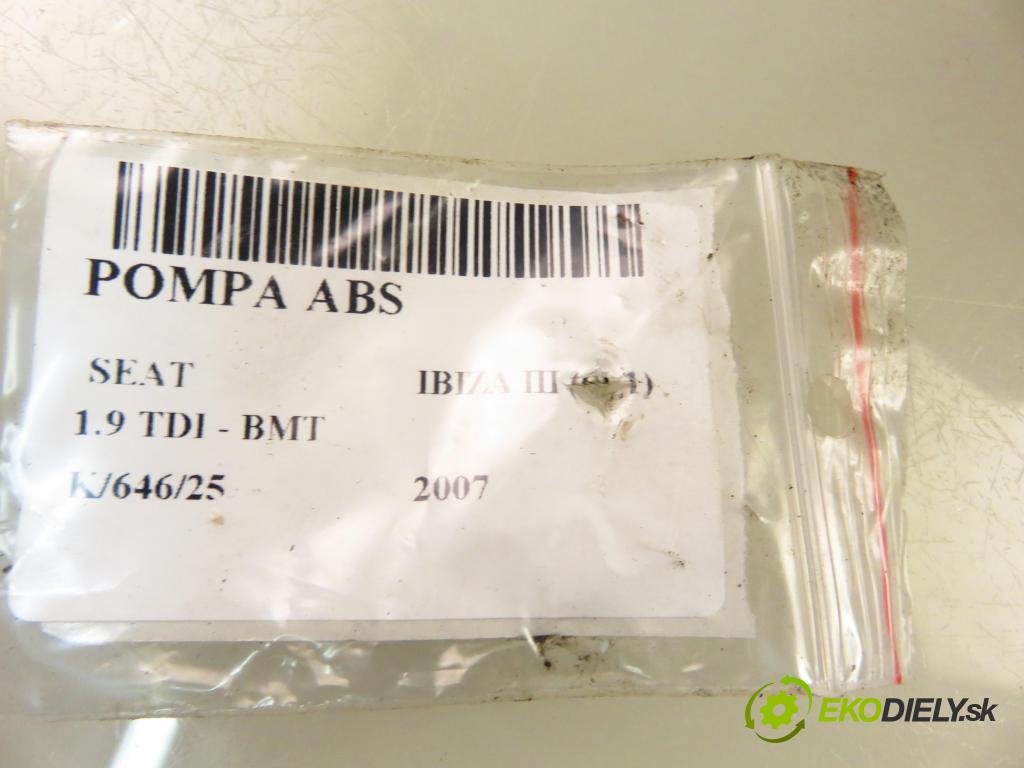 POMPA ABS
SEAT IBIZA III
1.9 TDI - BMT
K/646/25 2007
EKODIELY.sk